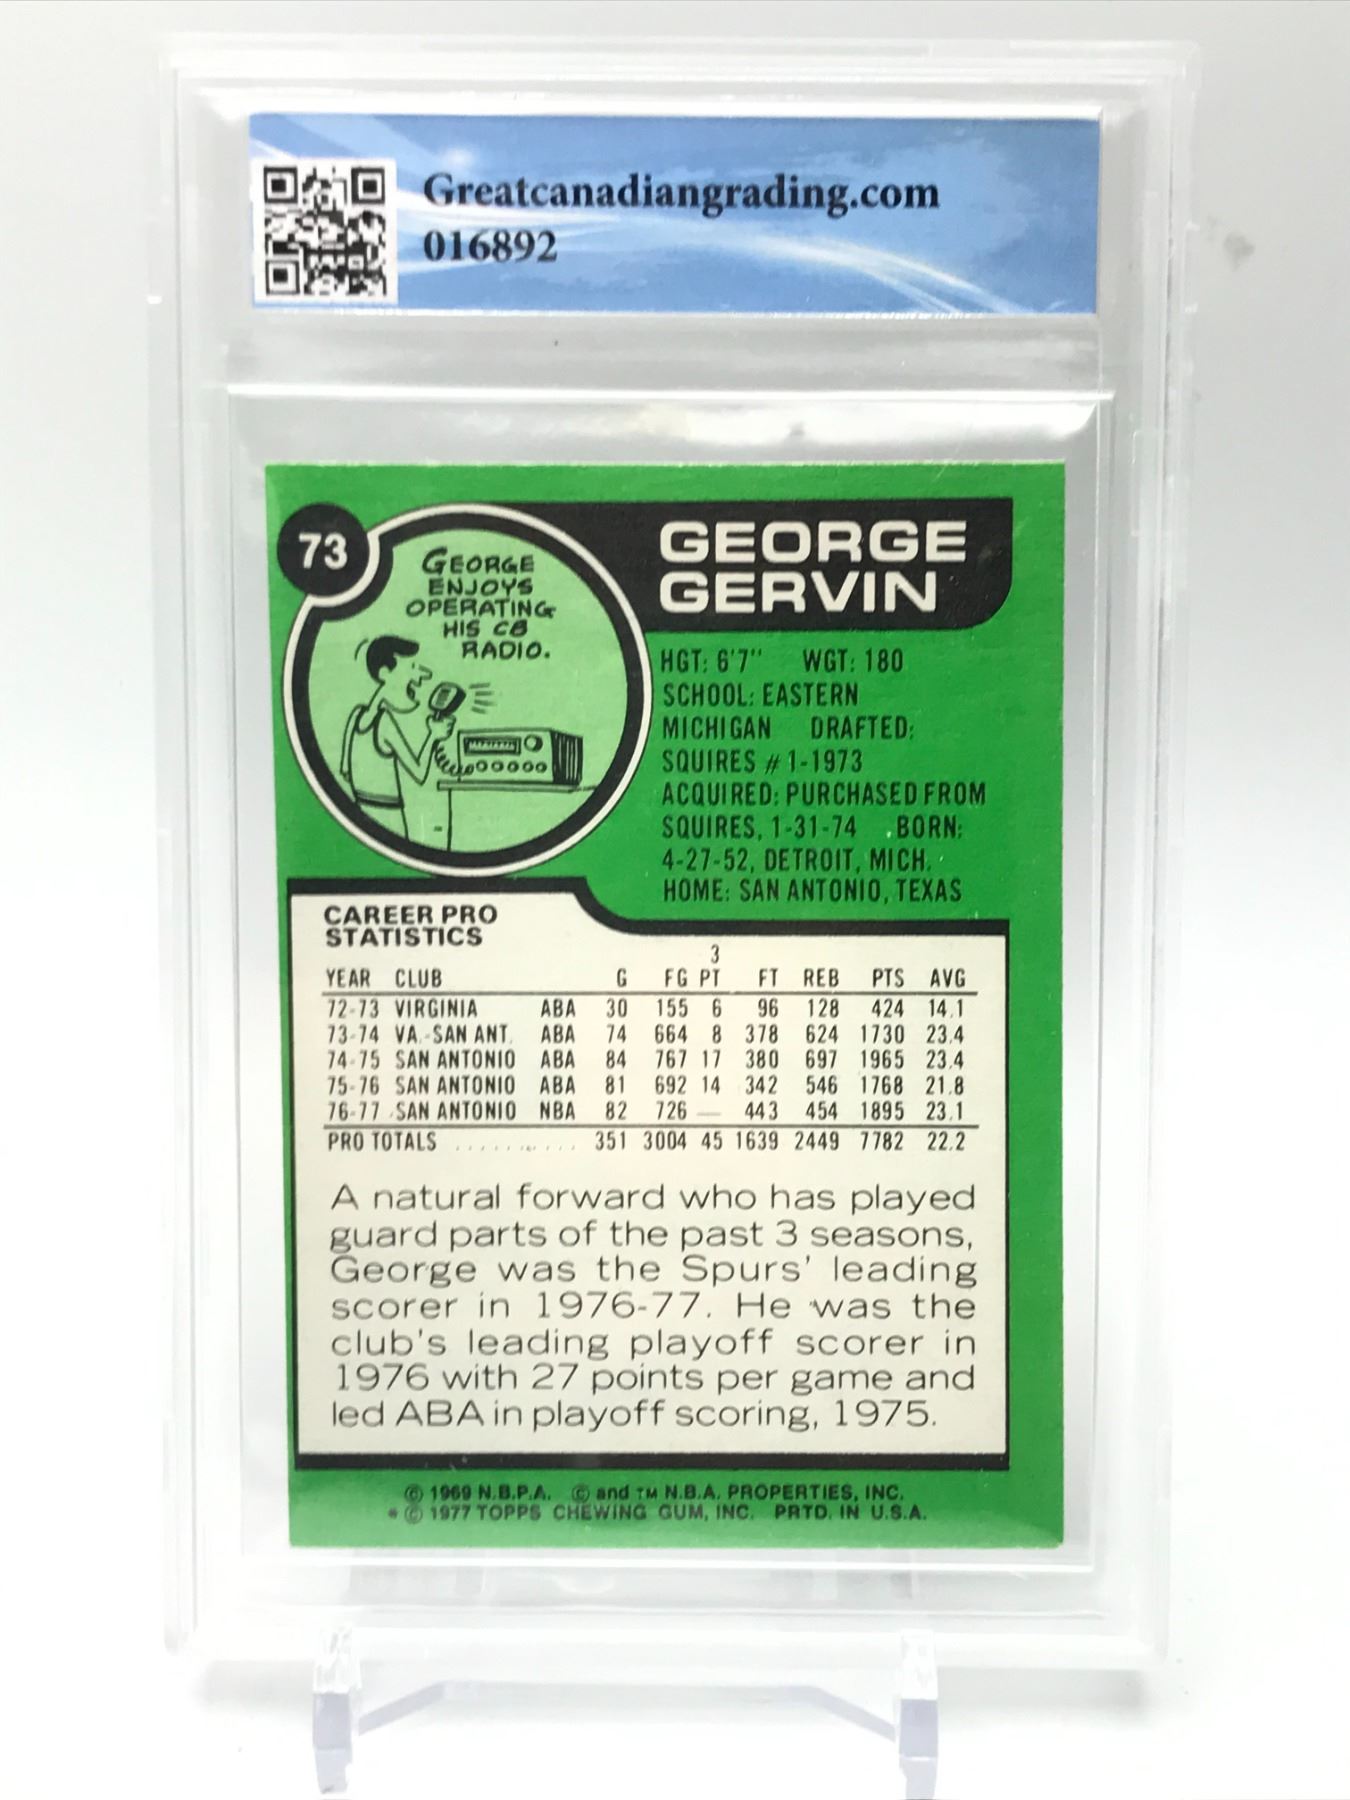 Greatcanadiangrading.com
016892
73
GEORGE
ENJOYS
OPERATING
HIS CB
RADIO.
GEORGE
GERVIN
HGT: 6'7" WGT: 180
SCHOOL: EASTERN
MICHIGAN DRAFTED:
SQUIRES #1-1973
ACQUIRED: PURCHASED FROM
SQUIRES, 1-31-74 BORN:
4-27-52, DETROIT, MICH.
HOME: SAN ANTONIO, TEXAS
CAREER PRO
STATISTICS
3
YEAR CLUB G FG PT FT REB PTS AVG
72-73 VIRGINIA ABA 30 155 6 96 128 424 14.1
73-74 VA.-SAN ANT. ABA 74 664 8 378 624 1730 23.4
74-75 SAN ANTONIO ABA 84 767 17 380 697 1965 23.4
75-76 SAN ANTONIO ABA 81 692 14 342 546 1768 21.8
76-77 SAN ANTONIO NBA 82 726 — 443 454 1895 23.1
PRO TOTALS ............ 351 3004 45 1639 2449 7782 22.2
A natural forward who has played
guard parts of the past 3 seasons,
George was the Spurs' leading
scorer in 1976-77. He was the
club's leading playoff scorer in
1976 with 27 points per game and
led ABA in playoff scoring, 1975.
© 1969 N.B.P.A. © and TM N.B.A. PROPERTIES, INC.
* © 1977 TOPPS CHEWING GUM, INC. PRTD. IN U.S.A.